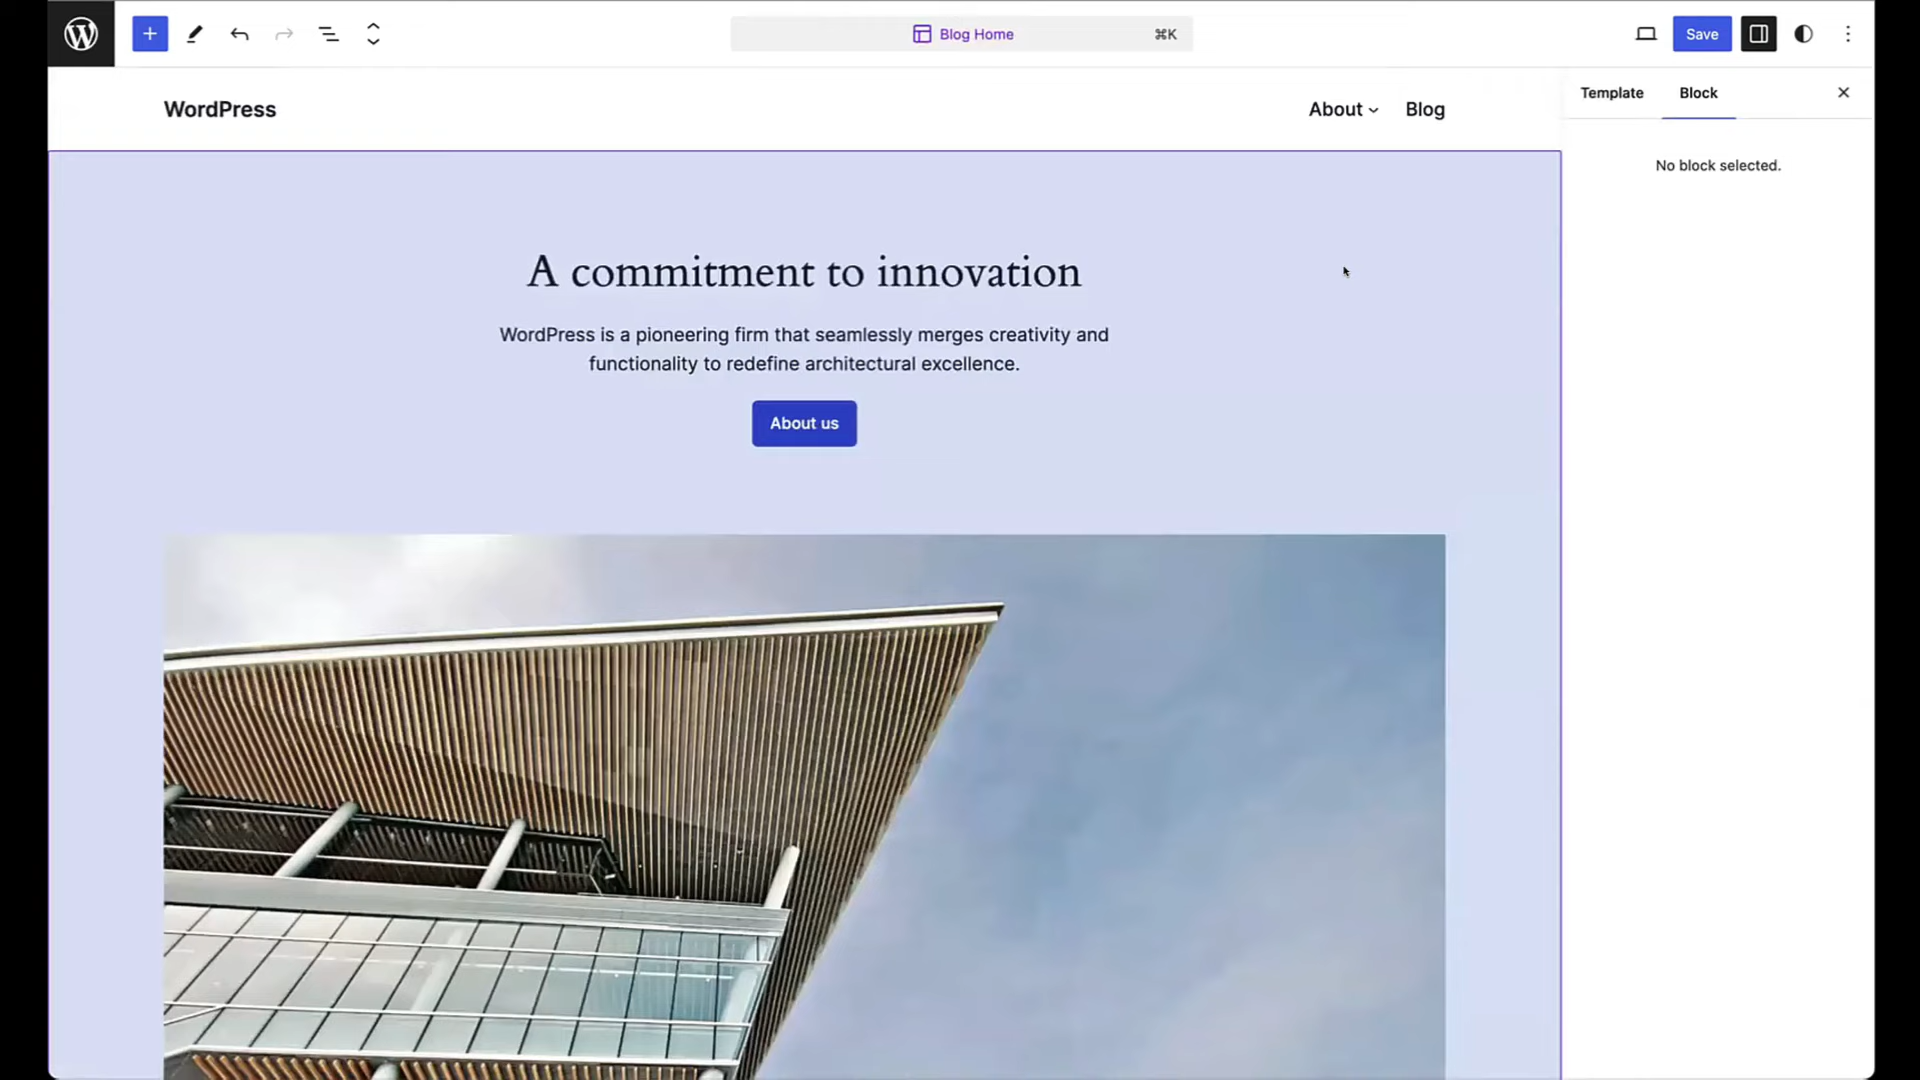 Blog Home
⌘K
Save
WordPress
About
Blog
Template
Block
No block selected.
A commitment to innovation
WordPress is a pioneering firm that seamlessly merges creativity and
functionality to redefine architectural excellence.
About us